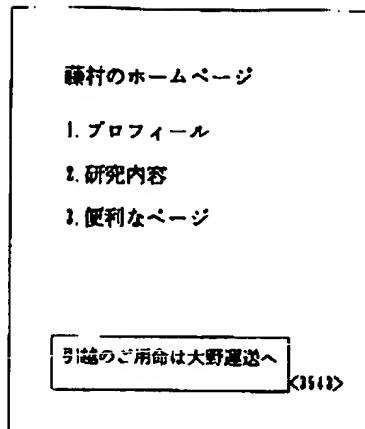 藤村のホームページ
1. プロフィール
2. 研究内容
3. 便利なページ
引越のご用命は大野運送へ
<3543>